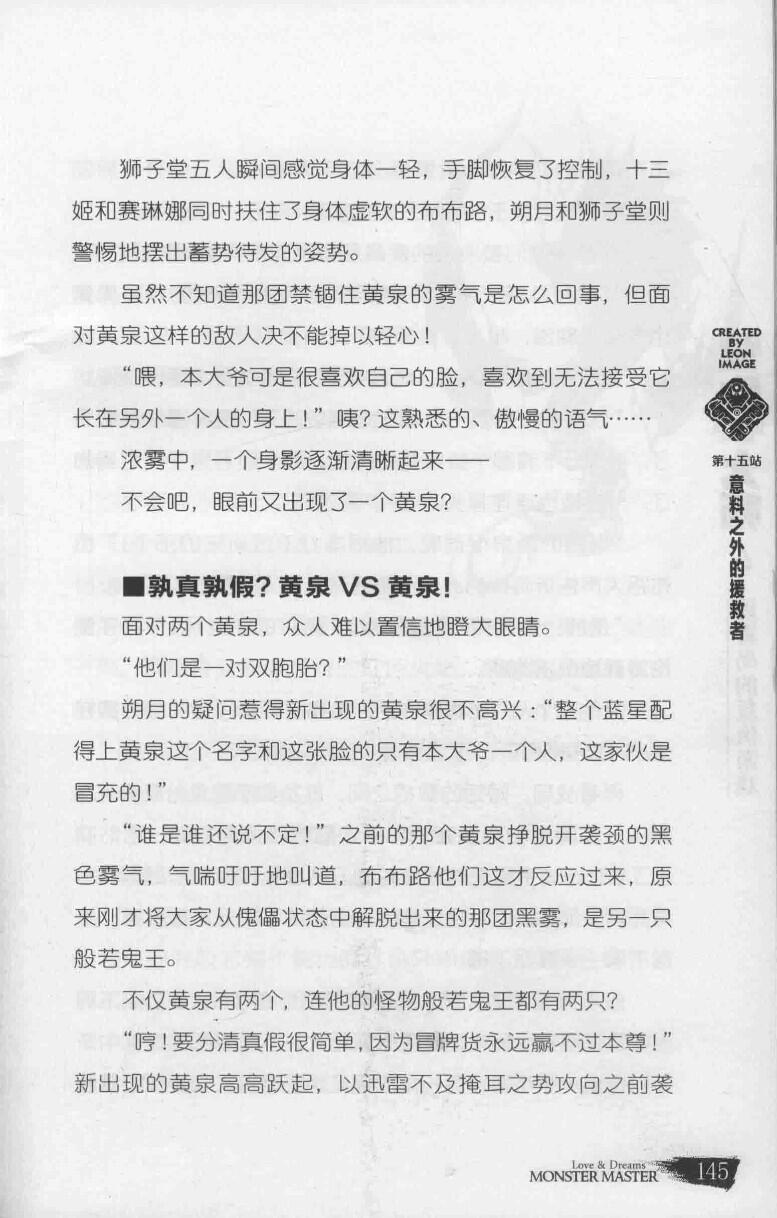 狮子堂五人瞬间感觉身体一轻，手脚恢复了控制，十三
姬和赛琳娜同时扶住了身体虚软的布布路，朔月和狮子堂则
警惕地摆出蓄势待发的姿势。
虽然不知道那团禁锢住黄泉的雾气是怎么回事，但面
对黄泉这样的敌人决不能掉以轻心！
“喂，本大爷可是很喜欢自己的脸，喜欢到无法接受它
长在另外一个人的身上！”咦？这熟悉的、傲慢的语气……
浓雾中，一个身影逐渐清晰起来——
不会吧，眼前又出现了一个黄泉？
■孰真孰假？黄泉 VS 黄泉！
面对两个黄泉，众人难以置信地瞪大眼睛。
“他们是一对双胞胎？”
朔月的疑问惹得新出现的黄泉很不高兴：“整个蓝星配
得上黄泉这个名字和这张脸的只有本大爷一个人，这家伙是
冒充的！”
“谁是谁还说不定！”之前的那个黄泉挣脱开袭颈的黑
色雾气，气喘吁吁地叫道，布布路他们这才反应过来，原
来刚才将大家从傀儡状态中解脱出来的那团黑雾，是另一只
般若鬼王。
不仅黄泉有两个，连他的怪物般若鬼王都有两只？
“哼！要分清真假很简单，因为冒牌货永远赢不过本尊！”
新出现的黄泉高高跃起，以迅雷不及掩耳之势攻向之前袭
CREATED
BY
LEON
IMAGE
第十五站
意料之外的援救者
Love & Dreams
MONSTER MASTER
145